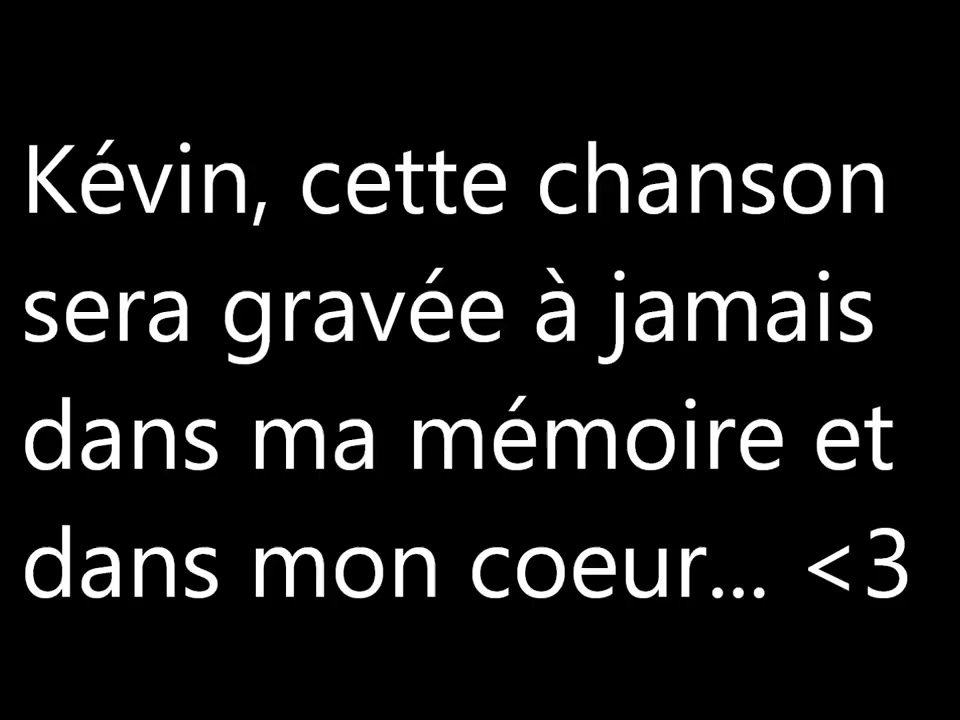 Kévin, cette chanson
sera gravée à jamais
dans ma mémoire et
dans mon coeur... <3